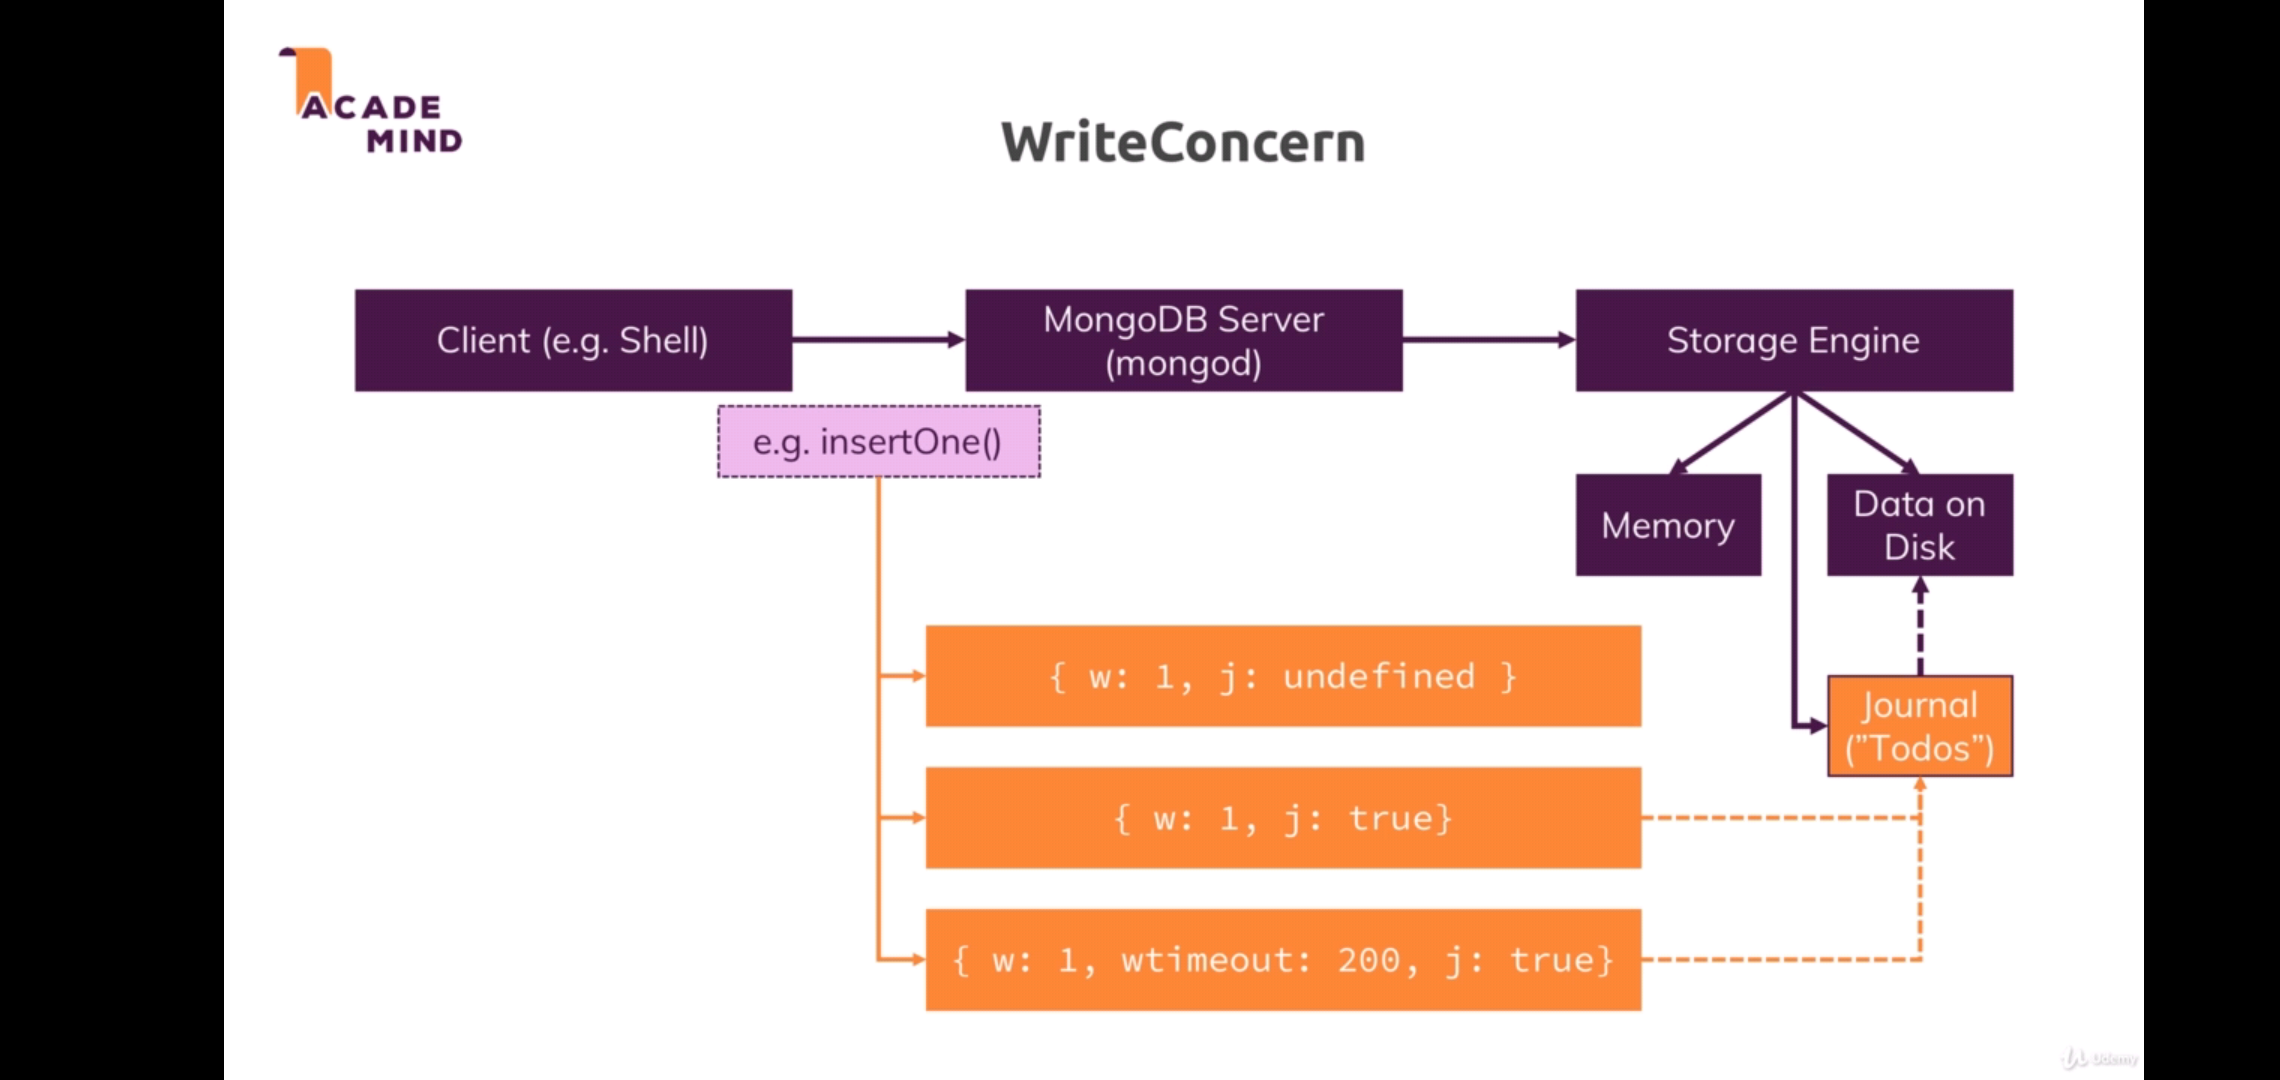 ACADE
MIND
WriteConcern
Client (e.g. Shell)
MongoDB Server
(mongod)
Storage Engine
e.g. insertOne()
Memory
Data on
Disk
{ w: 1, j: undefined }
Journal
(”Todos”)
{ w: 1, j: true}
{ w: 1, wtimeout: 200, j: true}
Udemy